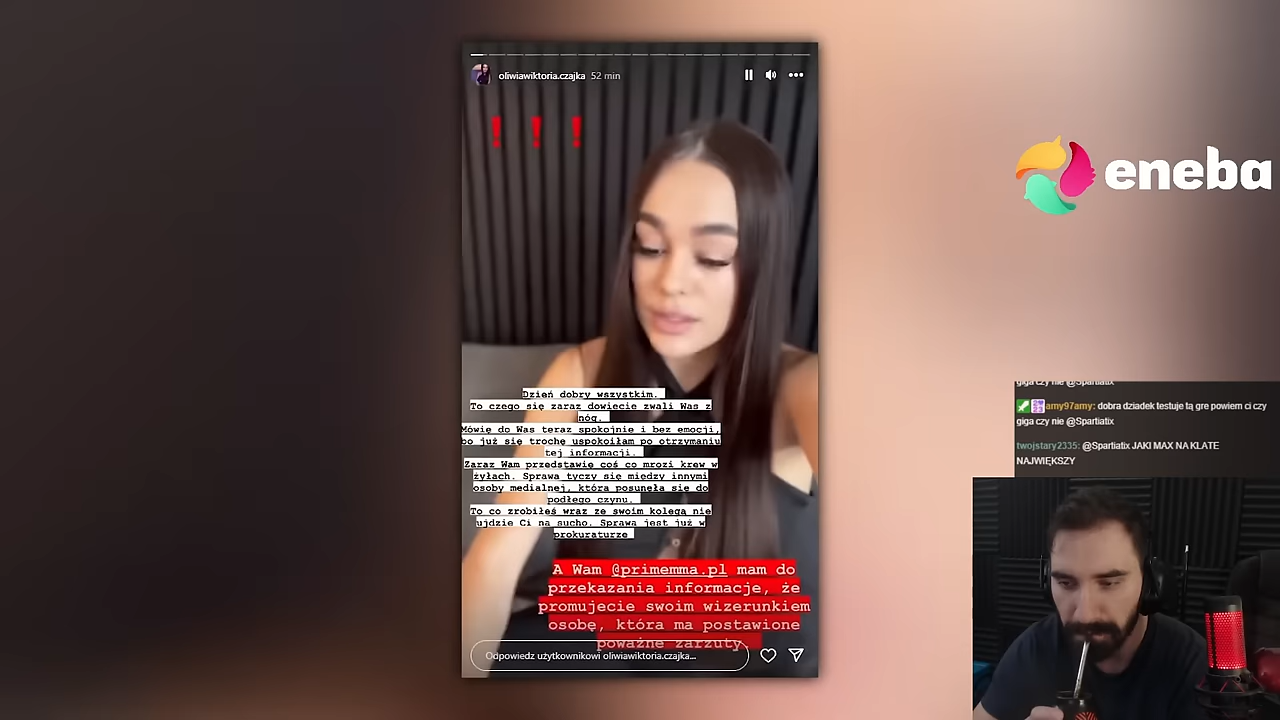 oliwiawiktoria.czajka 52 min
Dzień dobry wszystkim.
To czego się zaraz dowiecie zwali Was z
nóg.
Mówię do Was teraz spokojnie i bez emocji,
bo już się trochę uspokoiłam po otrzymaniu
tej informacji.
Zaraz Wam przedstawię coś co mrozi krew w
żyłach. Sprawa tyczy się między innymi
osoby medialnej, która posunęła się do
podłego czynu.
To co zrobiłeś wraz ze swoim kolegą nie
ujdzie Ci na sucho. Sprawa jest już w
prokuraturze
A Wam @primemma.pl mam do
przekazania informacje, że
promujecie swoim wizerunkiem
osobę, która ma postawione
poważne zarzuty
Odpowiedz użytkownikowi oliwiawiktoria.czajka...
eneba
giga czy nie @Spartiatix
amy97amy: dobra dziadek testuje tą gre powiem ci czy
giga czy nie @Spartiatix
twojstary2335: @Spartiatix JAKI MAX NA KLATE
NAJWIĘKSZY